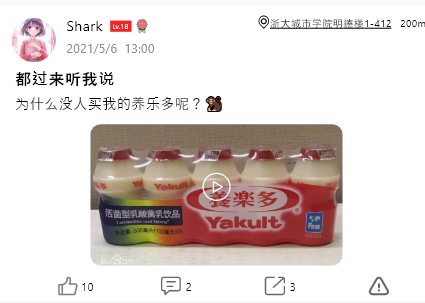 Shark Lv.18
浙大城市学院明德楼1-412 200m
2021/5/6 13:00
都过来听我说
为什么没人买我的养乐多呢？
養楽多
活菌型乳酸菌乳饮品
Yakult
10 2 3